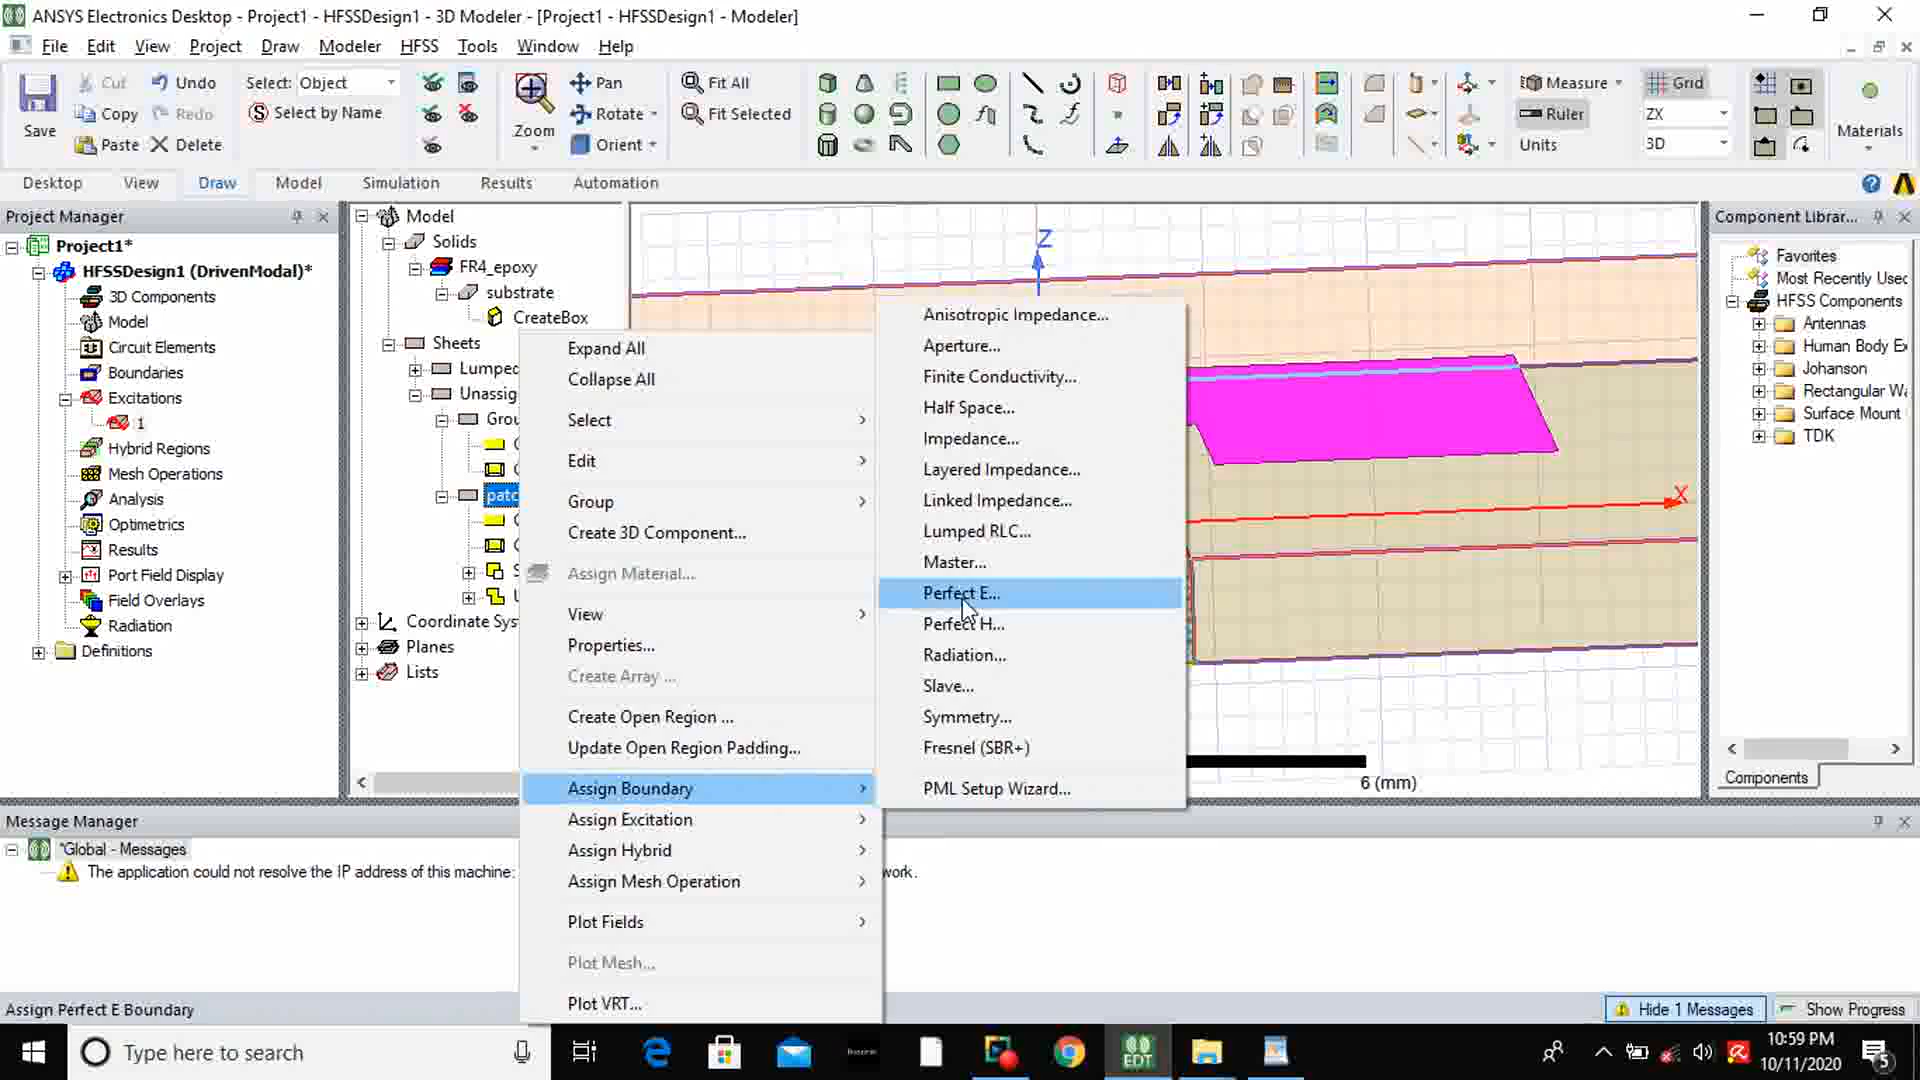 ANSYS Electronics Desktop - Project1 - HFSSDesign1 - 3D Modeler - [Project1 - HFSSDesign1 - Modeler]
File Edit View Project Draw Modeler HFSS Tools Window Help
Save
Cut
Copy
Paste
Undo
Redo
Delete
Select: Object
Select by Name
Zoom
Pan
Rotate
Orient
Fit All
Fit Selected
Measure
Ruler
Units
Grid
ZX
3D
Materials
Desktop View Draw Model Simulation Results Automation
Project Manager
Project1*
HFSSDesign1 (DrivenModal)*
3D Components
Model
Circuit Elements
Boundaries
Excitations
1
Hybrid Regions
Mesh Operations
Analysis
Optimetrics
Results
Port Field Display
Field Overlays
Radiation
Definitions
Model
Solids
FR4_epoxy
substrate
CreateBox
Sheets
Lumped
Unassig
Grou
patc
Coordinate Sys
Planes
Lists
Expand All
Collapse All
Select
Edit
Group
Create 3D Component...
Assign Material...
View
Properties...
Create Array ...
Create Open Region ...
Update Open Region Padding...
Assign Boundary
Assign Excitation
Assign Hybrid
Assign Mesh Operation
Plot Fields
Plot Mesh...
Plot VRT...
Anisotropic Impedance...
Aperture...
Finite Conductivity...
Half Space...
Impedance...
Layered Impedance...
Linked Impedance...
Lumped RLC...
Master...
Perfect E...
Perfect H...
Radiation...
Slave...
Symmetry...
Fresnel (SBR+)
PML Setup Wizard...
Z
X
6 (mm)
Component Librar...
Favorites
Most Recently Used
HFSS Components
Antennas
Human Body Ex
Johanson
Rectangular Wa
Surface Mount
TDK
Components
Message Manager
*Global - Messages
The application could not resolve the IP address of this machine: work.
Assign Perfect E Boundary
Hide 1 Messages
Show Progress
Type here to search
EDT
10:59 PM
10/11/2020
5